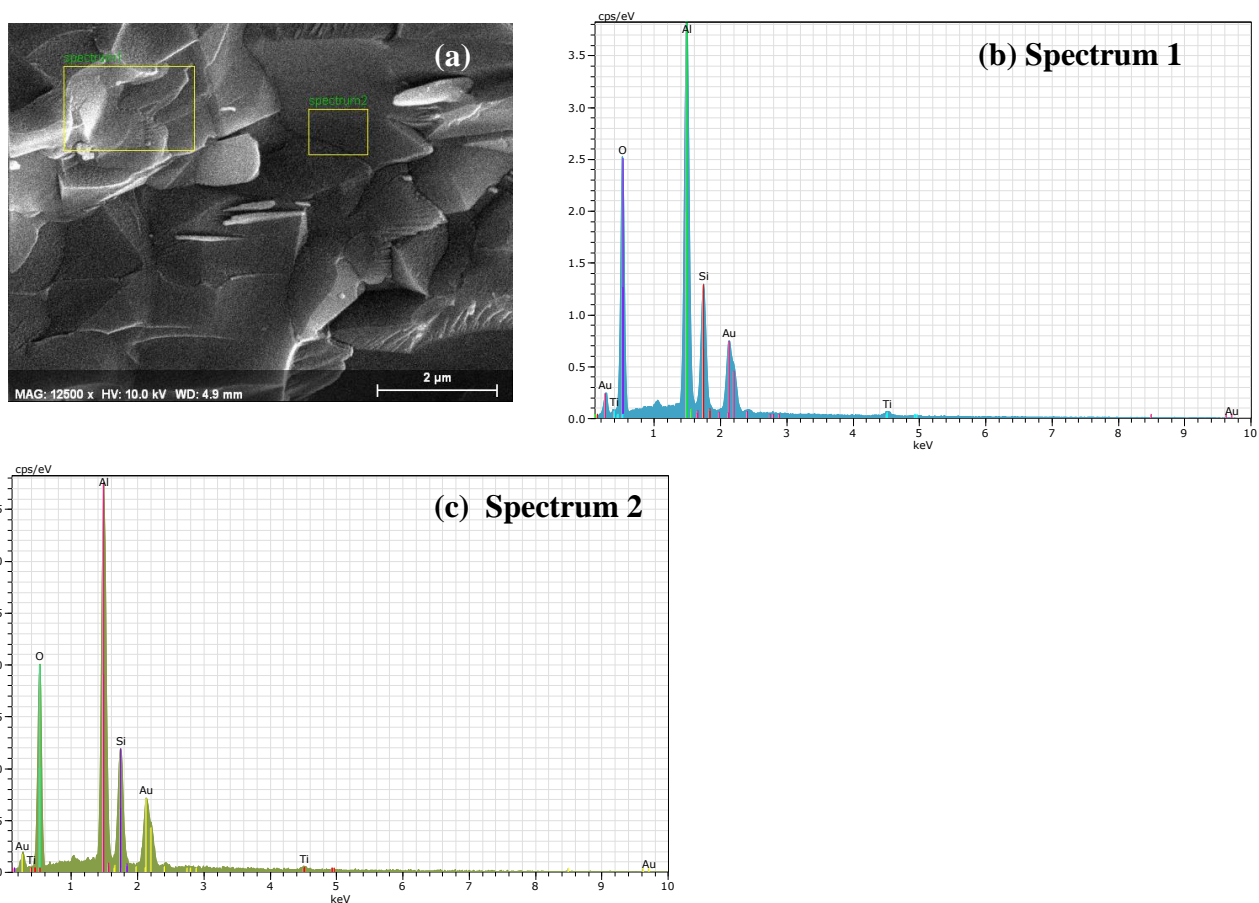 (a)
spectrum1
spectrum2
MAG: 12500 x HV: 10.0 kV WD: 4.9 mm
2 µm
cps/eV
(b) Spectrum 1
Al
3.5
3.0
O
2.5
2.0
1.5
Si
1.0
Au
0.5
Au
Ti
Ti
Au
0.0
1 2 3 4 5 6 7 8 9 10
keV
cps/eV
(c) Spectrum 2
Al
O
Si
Au
Au
Ti
Ti
Au
1 2 3 4 5 6 7 8 9 10
keV